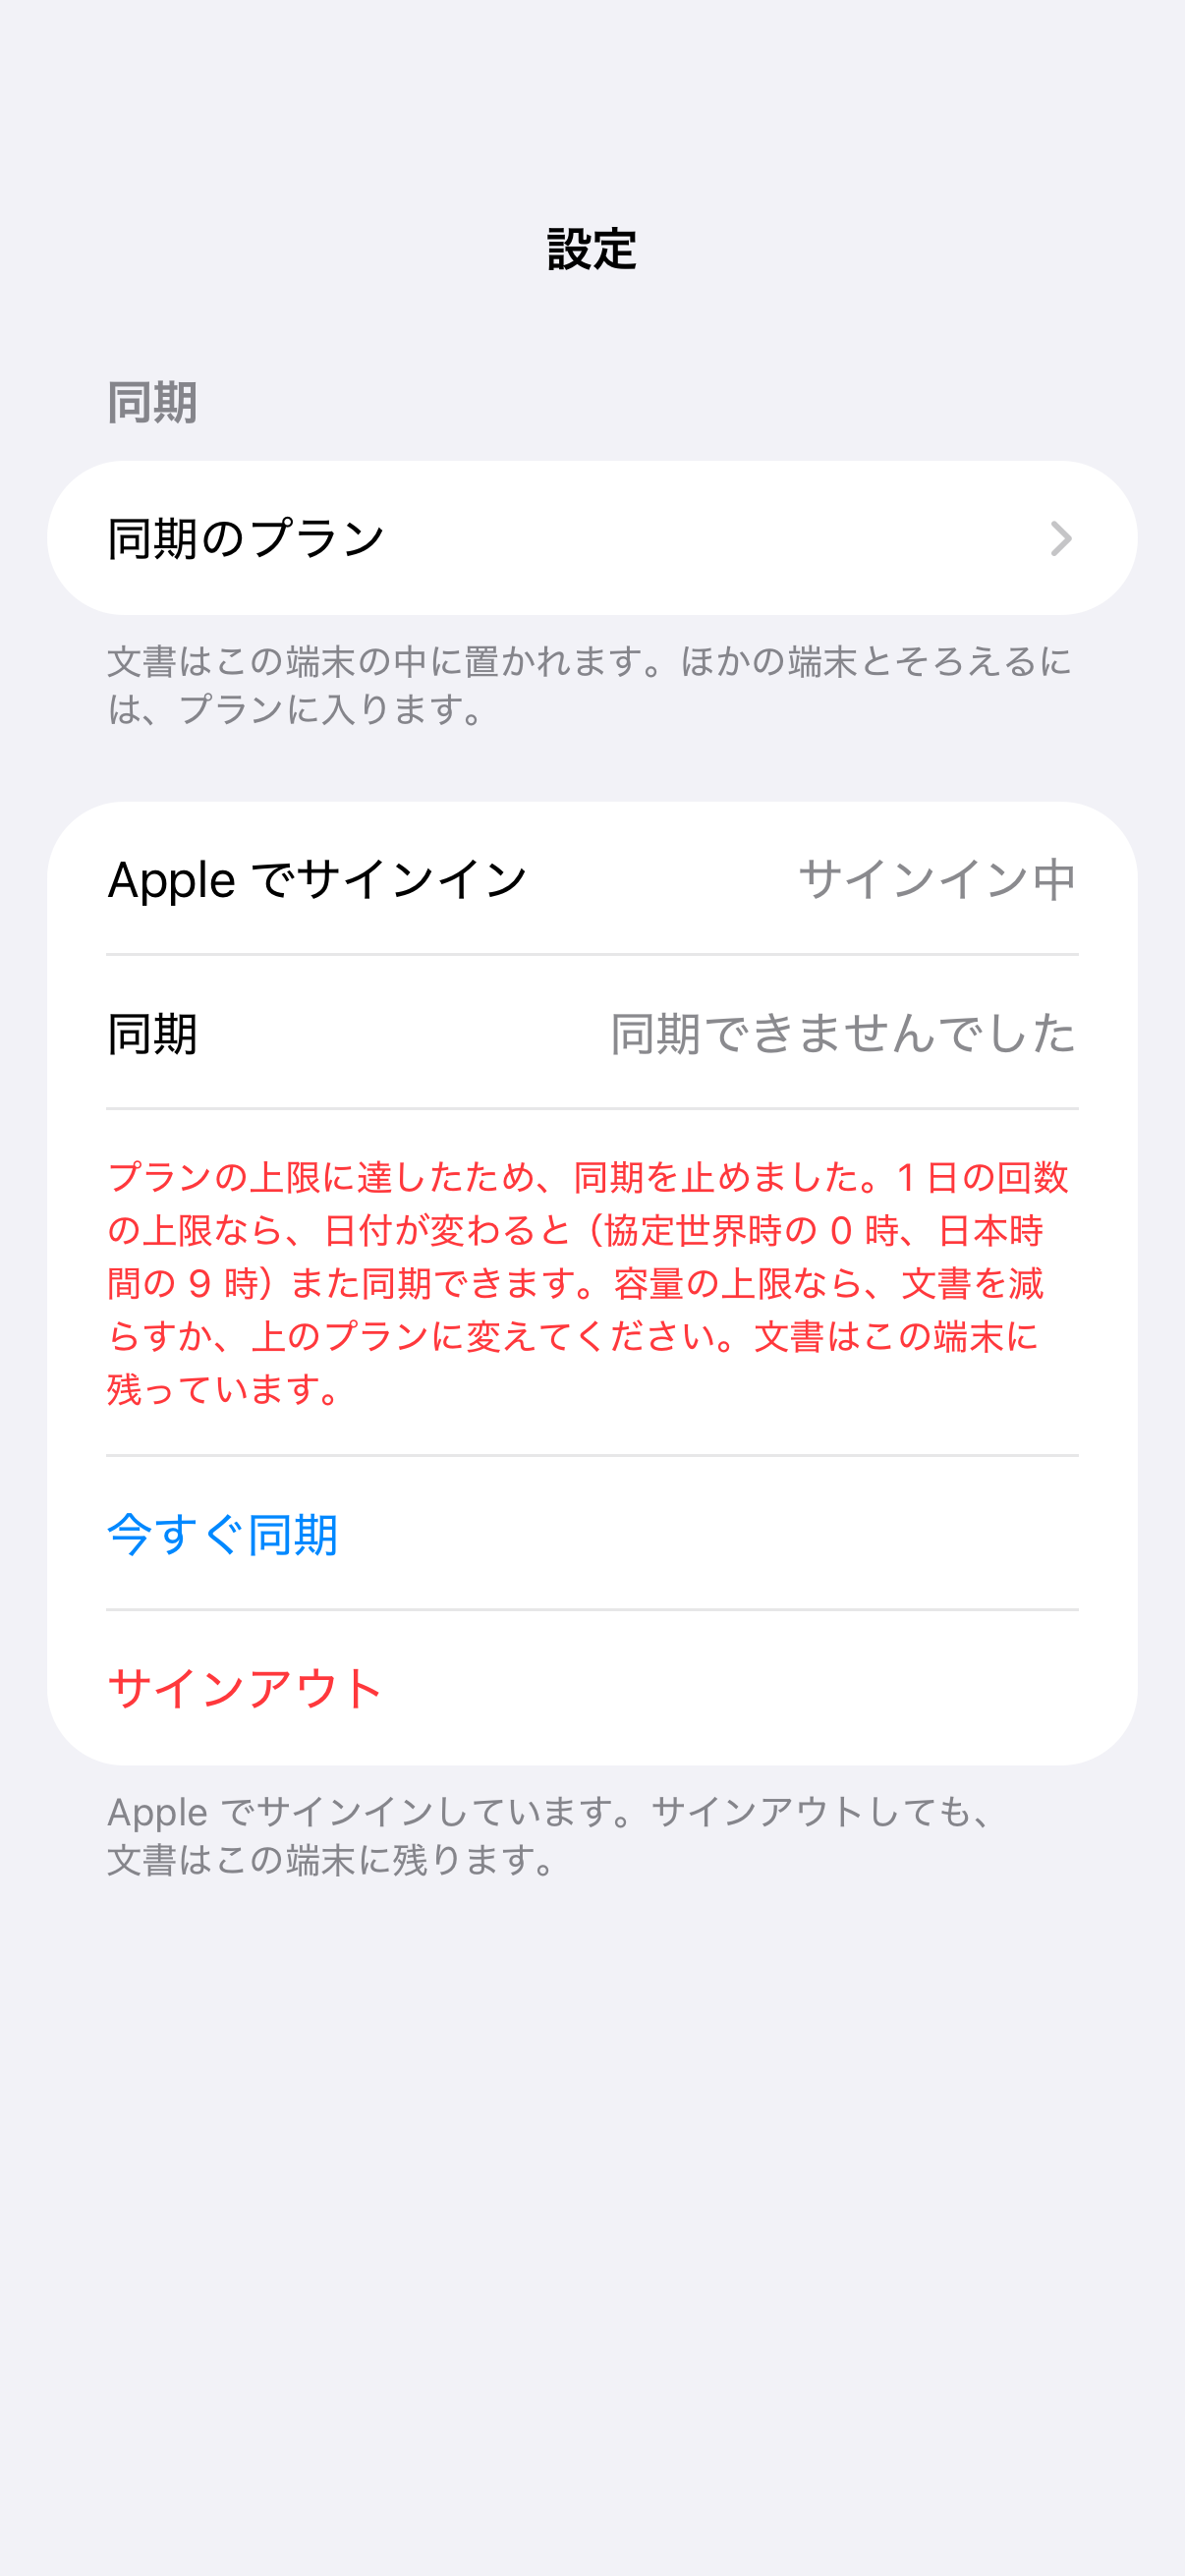 設定
同期
同期のプラン
文書はこの端末の中に置かれます。ほかの端末とそろえるに
は、プランに入ります。
Apple でサインイン サインイン中
同期 同期できませんでした
プランの上限に達したため、同期を止めました。1 日の回数
の上限なら、日付が変わると（協定世界時の 0 時、日本時
間の 9 時）また同期できます。容量の上限なら、文書を減
らすか、上のプランに変えてください。文書はこの端末に
残っています。
今すぐ同期
サインアウト
Apple でサインインしています。サインアウトしても、
文書はこの端末に残ります。